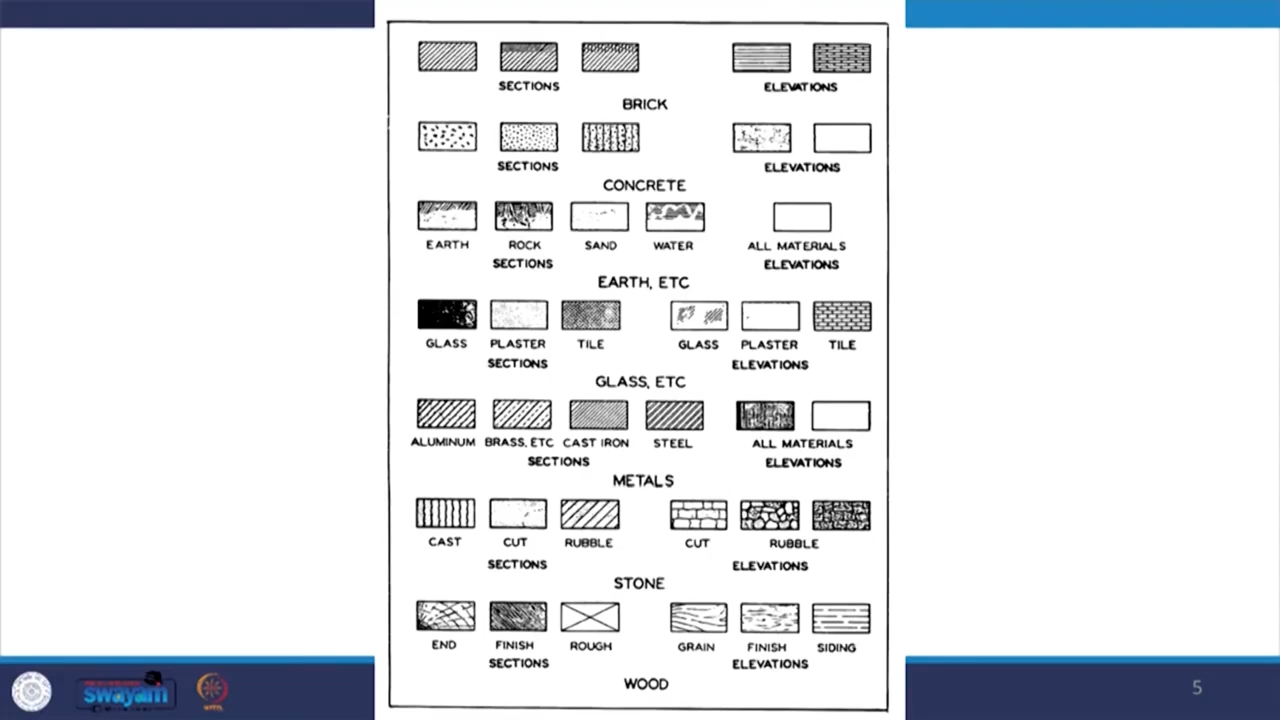 SECTIONS ELEVATIONS
BRICK
SECTIONS ELEVATIONS
CONCRETE
EARTH ROCK SAND WATER ALL MATERIALS
SECTIONS ELEVATIONS
EARTH, ETC
GLASS PLASTER TILE GLASS PLASTER TILE
SECTIONS ELEVATIONS
GLASS, ETC
ALUMINUM BRASS, ETC CAST IRON STEEL ALL MATERIALS
SECTIONS ELEVATIONS
METALS
CAST CUT RUBBLE CUT RUBBLE
SECTIONS ELEVATIONS
STONE
END FINISH ROUGH GRAIN FINISH SIDING
SECTIONS ELEVATIONS
WOOD
swayam
5